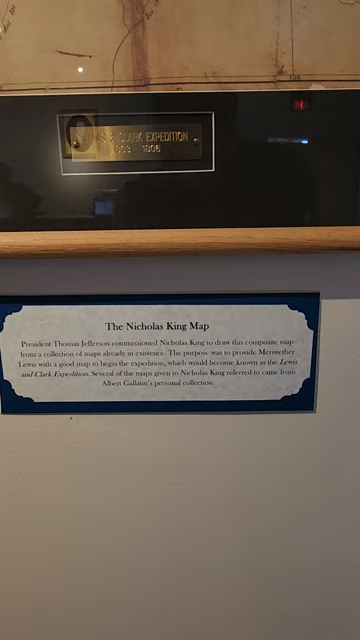 CLARK EXPEDITION
The Nicholas King Map
President Thomas Jefferson commissioned Nicholas King to draw this composite map
from a collection of maps already in existence. The purpose was to provide Meriwether
Lewis with a good map to begin the expedition, which would become known as the Lewis
and Clark Expedition. Several of the maps given to Nicholas King referred to came from
Albert Gallatin's personal collection.